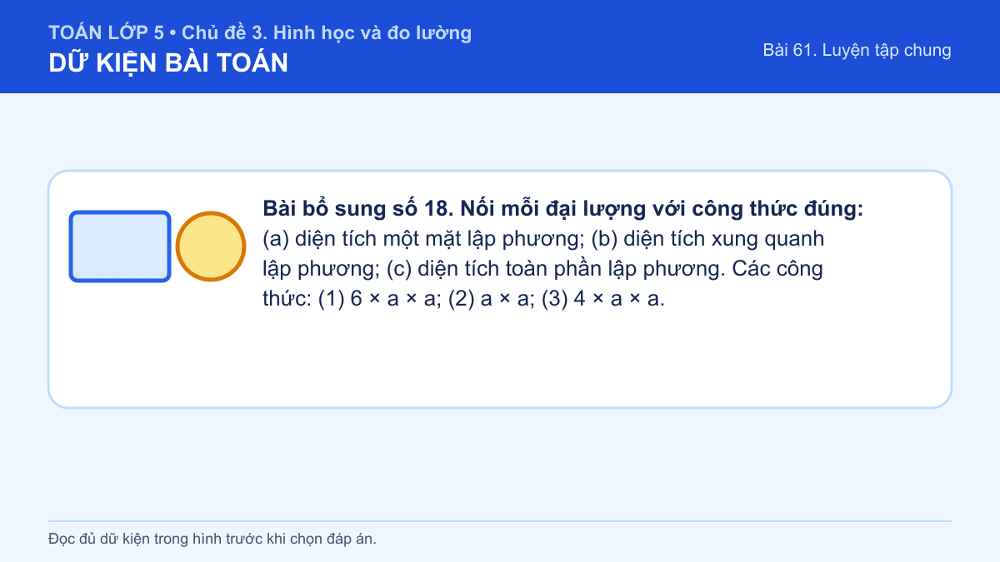 TOÁN LỚP 5 • Chủ đề 3. Hình học và đo lường
DỮ KIỆN BÀI TOÁN
Bài 61. Luyện tập chung
Bài bổ sung số 18. Nối mỗi đại lượng với công thức đúng:
(a) diện tích một mặt lập phương; (b) diện tích xung quanh
lập phương; (c) diện tích toàn phần lập phương. Các công
thức: (1) 6 × a × a; (2) a × a; (3) 4 × a × a.
Đọc đủ dữ kiện trong hình trước khi chọn đáp án.